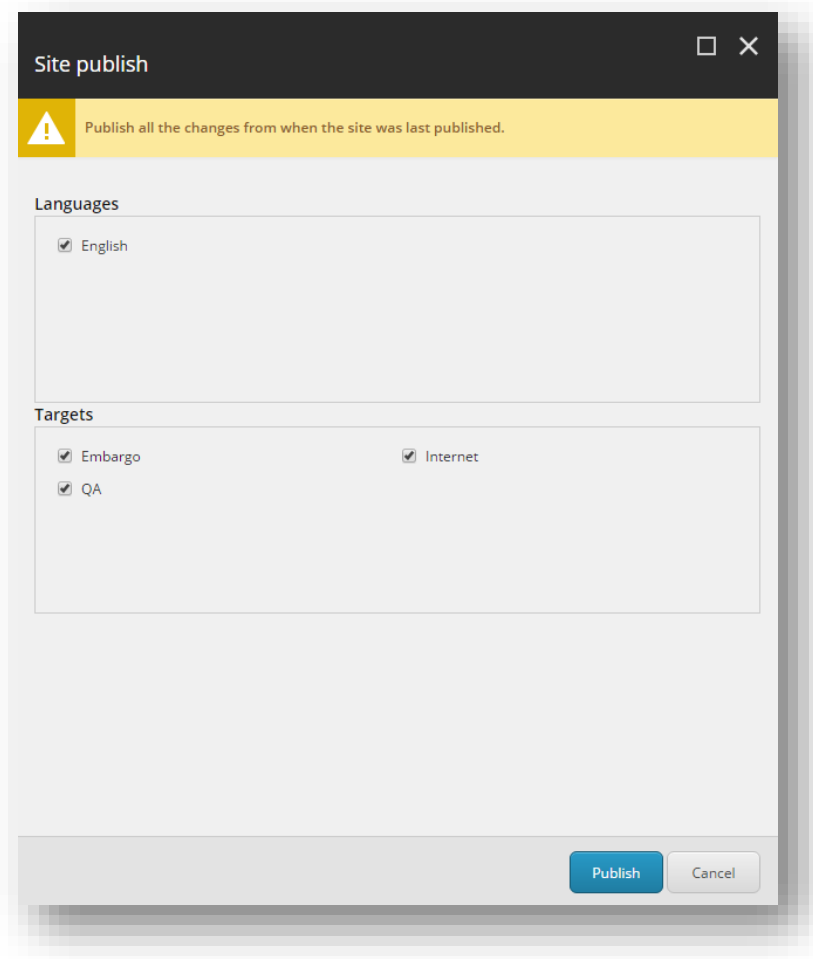 Site publish
Publish all the changes from when the site was last published.
Languages
English
Targets
Embargo Internet
QA
Publish Cancel